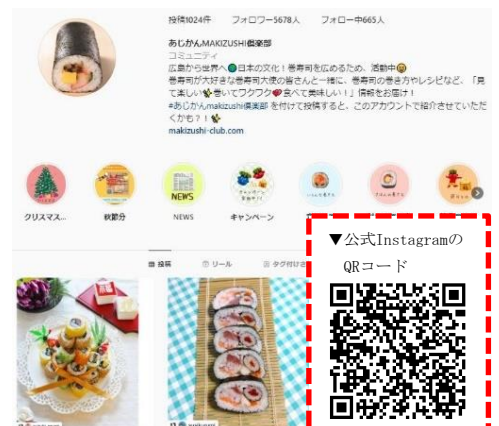 投稿1024件　フォロワー5678人　フォロー中665人
あじかんMAKIZUSHI倶楽部
コミュニティ
広島から世界へ🌏日本の文化！巻寿司を広めるため、活動中😆
巻寿司が大好きな巻寿司大使の皆さんと一緒に、巻寿司の巻き方やレシピなど、「見
て楽しい🎉巻いてワクワク💓食べて美味しい！」情報をお届け！
#あじかんmakizushi倶楽部 を付けて投稿すると、このアカウントで紹介させていただ
くかも？！🎉
makizushi-club.com
NEWS
クリスマス...
秋節分
NEWS
キャンペーン
投稿
リール
タグ付けさ
▼公式Instagramの
QRコード